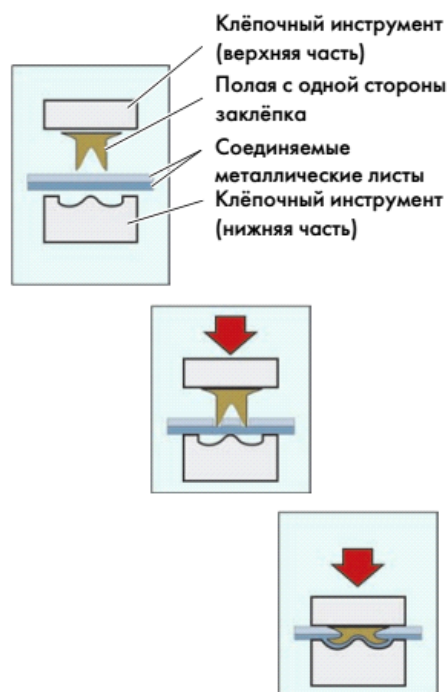 Клёпочный инструмент
(верхняя часть)
Полая с одной стороны
заклёпка
Соединяемые
металлические листы
Клёпочный инструмент
(нижняя часть)